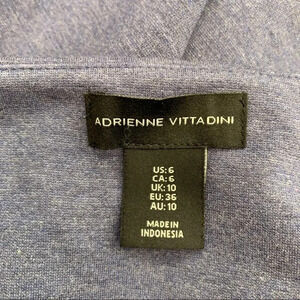 ADRIENNE VITTADINI
US: 6
CA: 6
UK: 10
EU: 36
AU: 10
MADE IN
INDONESIA